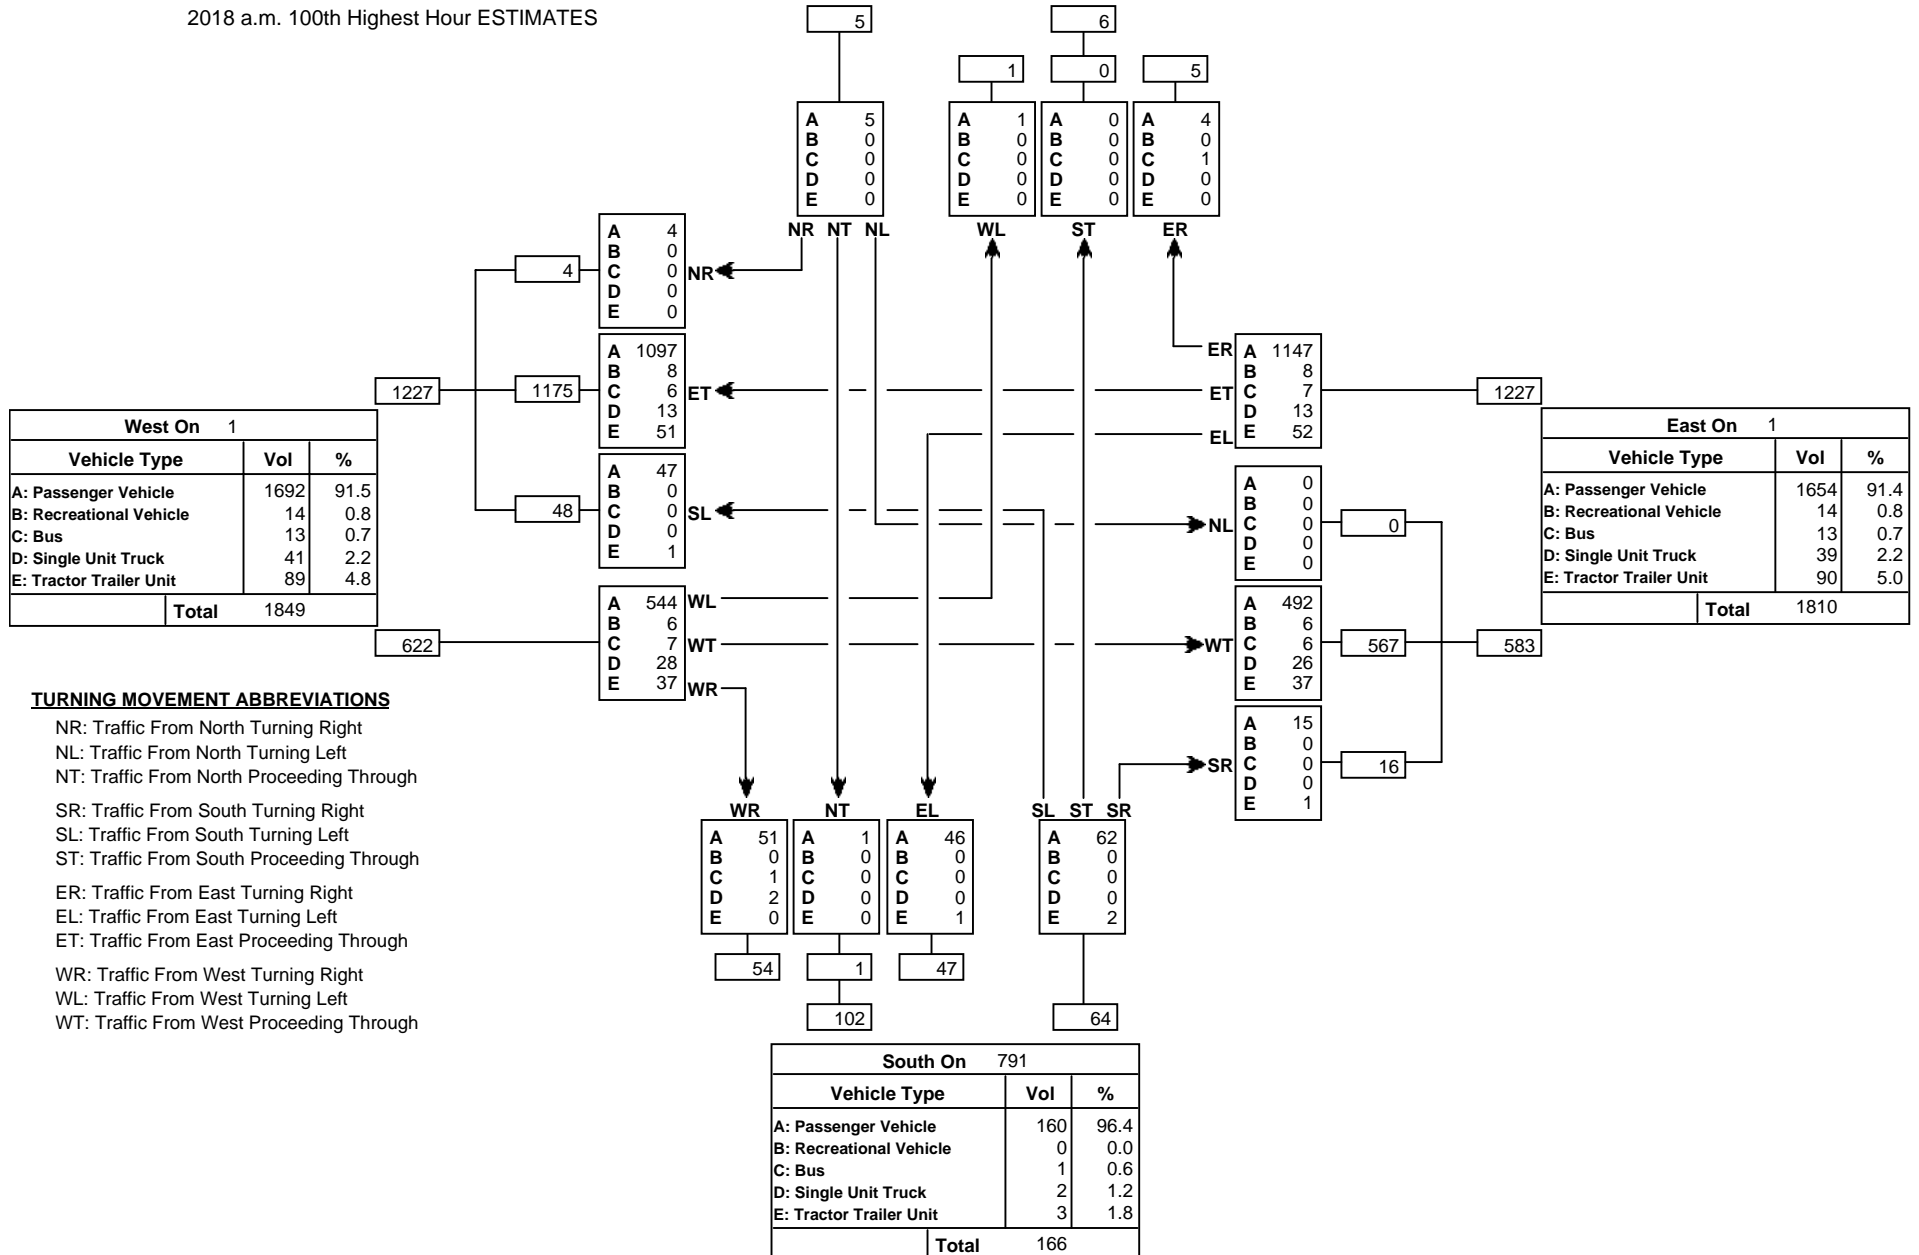 2018 a.m. 100th Highest Hour ESTIMATES
5
6
1
0
5
A 5
B 0
C 0
D 0
E 0
A 1
B 0
C 0
D 0
E 0
A 0
B 0
C 0
D 0
E 0
A 4
B 0
C 1
D 0
E 0
NR NT NL
WL
ST
ER
4
A 4
B 0
C 0
D 0
E 0
NR
1227
1175
A 1097
B 8
C 6
D 13
E 51
ET
48
A 47
B 0
C 0
D 0
E 1
SL
622
A 544
B 6
C 7
D 28
E 37
WL
WT
WR
ER
ET
EL
A 1147
B 8
C 7
D 13
E 52
1227
NL
A 0
B 0
C 0
D 0
E 0
0
WT
A 492
B 6
C 6
D 26
E 37
567
583
SR
A 15
B 0
C 0
D 0
E 1
16
West On 1
Vehicle Type Vol %
A: Passenger Vehicle 1692 91.5
B: Recreational Vehicle 14 0.8
C: Bus 13 0.7
D: Single Unit Truck 41 2.2
E: Tractor Trailer Unit 89 4.8
Total 1849
East On 1
Vehicle Type Vol %
A: Passenger Vehicle 1654 91.4
B: Recreational Vehicle 14 0.8
C: Bus 13 0.7
D: Single Unit Truck 39 2.2
E: Tractor Trailer Unit 90 5.0
Total 1810
TURNING MOVEMENT ABBREVIATIONS
NR: Traffic From North Turning Right
NL: Traffic From North Turning Left
NT: Traffic From North Proceeding Through
SR: Traffic From South Turning Right
SL: Traffic From South Turning Left
ST: Traffic From South Proceeding Through
ER: Traffic From East Turning Right
EL: Traffic From East Turning Left
ET: Traffic From East Proceeding Through
WR: Traffic From West Turning Right
WL: Traffic From West Turning Left
WT: Traffic From West Proceeding Through
WR
NT
EL
SL ST SR
A 51
B 0
C 1
D 2
E 0
A 1
B 0
C 0
D 0
E 0
A 46
B 0
C 0
D 0
E 1
A 62
B 0
C 0
D 0
E 2
54
1
47
102
64
South On 791
Vehicle Type Vol %
A: Passenger Vehicle 160 96.4
B: Recreational Vehicle 0 0.0
C: Bus 1 0.6
D: Single Unit Truck 2 1.2
E: Tractor Trailer Unit 3 1.8
Total 166